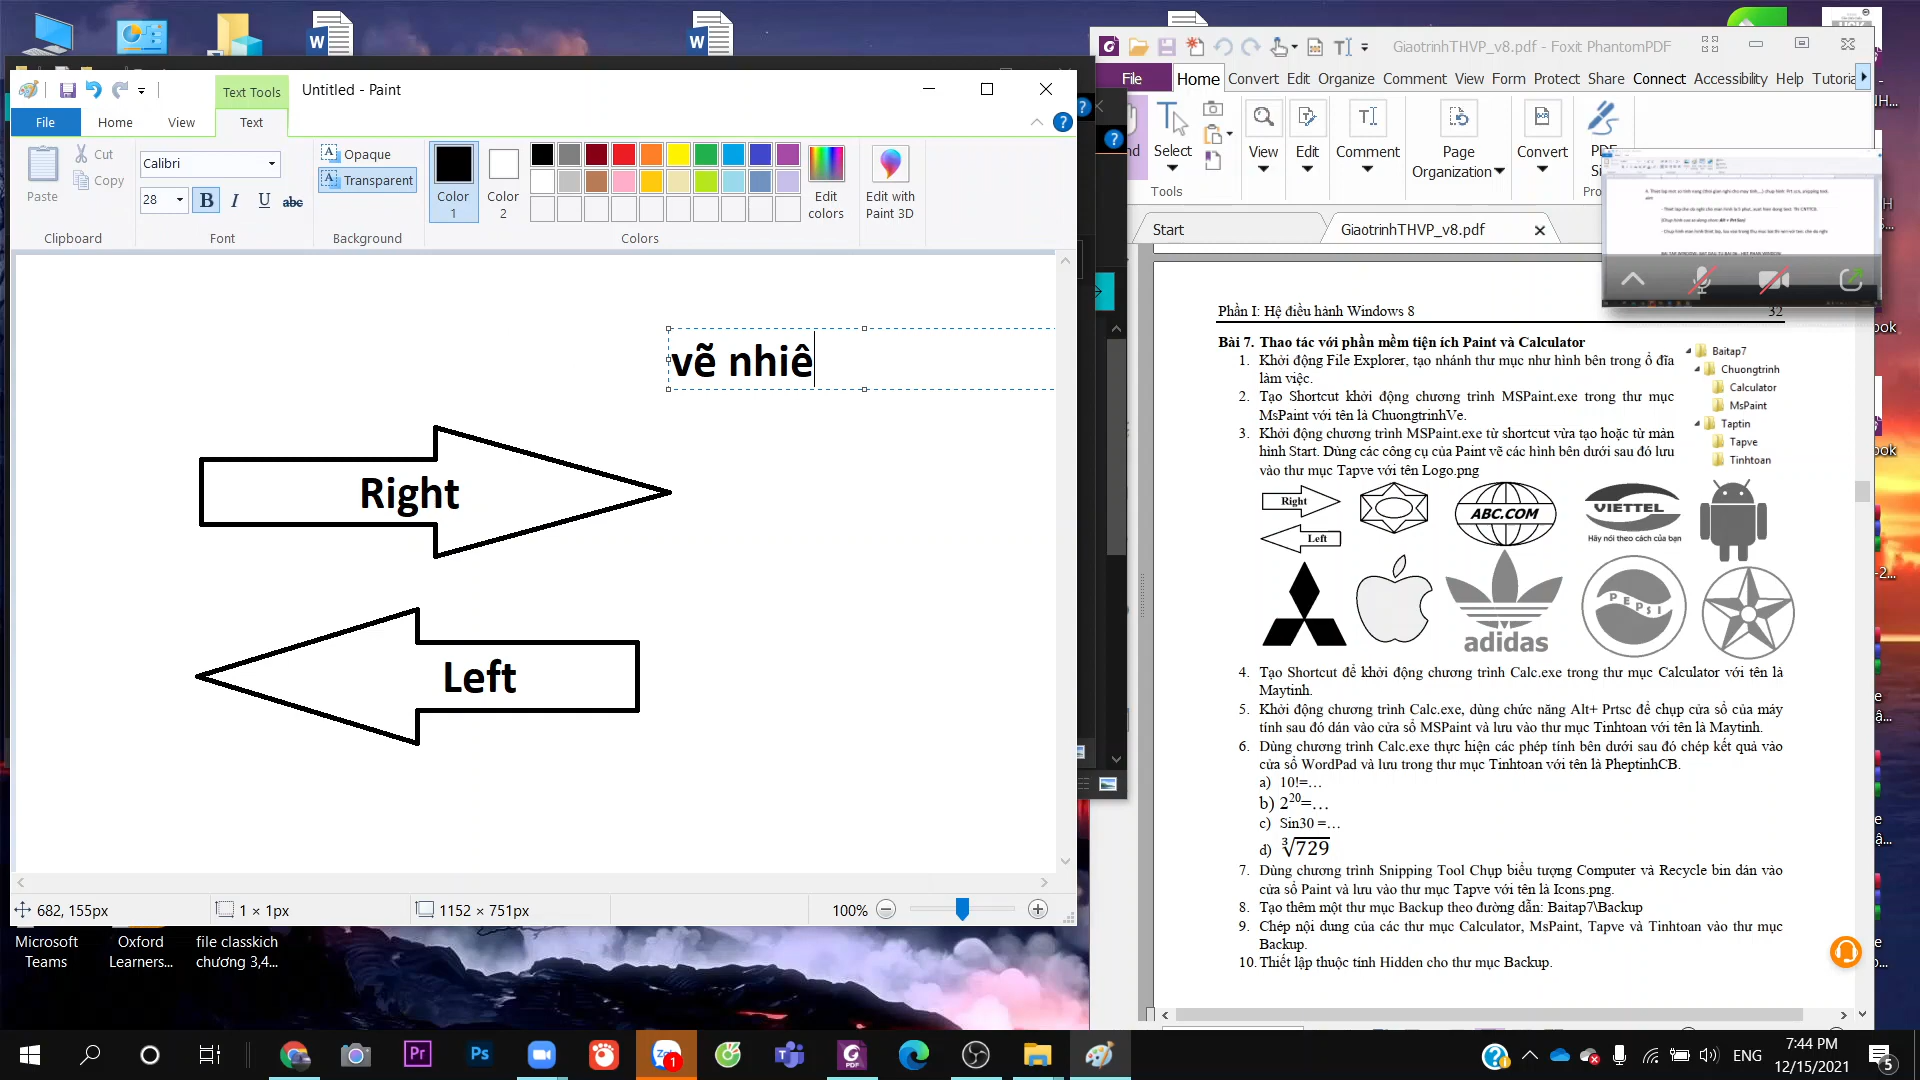 Untitled - Paint
Text Tools
File
Home
View
Text
Paste
Cut
Copy
Clipboard
Calibri
28
B I U abc
Font
Opaque
Transparent
Background
Color 1
Color 2
Edit colors
Colors
Edit with Paint 3D
vẽ nhiê
Right
Left
682, 155px
1 × 1px
1152 × 751px
100%
Microsoft Teams
Oxford Learners...
file classkich chương 3,4...
GiaotrinhTHVP_v8.pdf - Foxit PhantomPDF
File
Home
Convert
Edit
Organize
Comment
View
Form
Protect
Share
Connect
Accessibility
Help
Tutoria
Select
Tools
View
Edit
Comment
Page Organization
Convert
Start
GiaotrinhTHVP_v8.pdf
Phần I: Hệ điều hành Windows 8
32
Bài 7. Thao tác với phần mềm tiện ích Paint và Calculator
1. Khởi động File Explorer, tạo nhánh thư mục như hình bên trong ổ đĩa
làm việc.
2. Tạo Shortcut khởi động chương trình MSPaint.exe trong thư mục
MsPaint với tên là ChuongtrinhVe.
3. Khởi động chương trình MSPaint.exe từ shortcut vừa tạo hoặc từ màn
hình Start. Dùng các công cụ của Paint vẽ các hình bên dưới sau đó lưu
vào thư mục Tapve với tên Logo.png
Baitap7
Chuongtrinh
Calculator
MsPaint
Taptin
Tapve
Tinhtoan
Right
Left
ABC.COM
VIETTEL
Hãy nói theo cách của bạn
adidas
PEPSI
4. Tạo Shortcut để khởi động chương trình Calc.exe trong thư mục Calculator với tên là
Maytinh.
5. Khởi động chương trình Calc.exe, dùng chức năng Alt+ Prtsc để chụp cửa sổ của máy
tính sau đó dán vào cửa sổ MSPaint và lưu vào thư mục Tinhtoan với tên là Maytinh.
6. Dùng chương trình Calc.exe thực hiện các phép tính bên dưới sau đó chép kết quả vào
cửa sổ WordPad và lưu trong thư mục Tinhtoan với tên là PheptinhCB.
a) 10!=…
b) 2²⁰=…
c) Sin30 =…
d) ³√729
7. Dùng chương trình Snipping Tool Chụp biểu tượng Computer và Recycle bin dán vào
cửa sổ Paint và lưu vào thư mục Tapve với tên là Icons.png.
8. Tạo thêm một thư mục Backup theo đường dẫn: Baitap7\Backup
9. Chép nội dung của các thư mục Calculator, MsPaint, Tapve và Tinhtoan vào thư mục
Backup.
10. Thiết lập thuộc tính Hidden cho thư mục Backup.
ENG
7:44 PM
12/15/2021
5